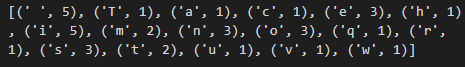 [(' ', 5), ('T', 1), ('a', 1), ('c', 1), ('e', 3), ('h', 1)
, ('i', 5), ('m', 2), ('n', 3), ('o', 3), ('q', 1), ('r',
1), ('s', 3), ('t', 2), ('u', 1), ('v', 1), ('w', 1)]